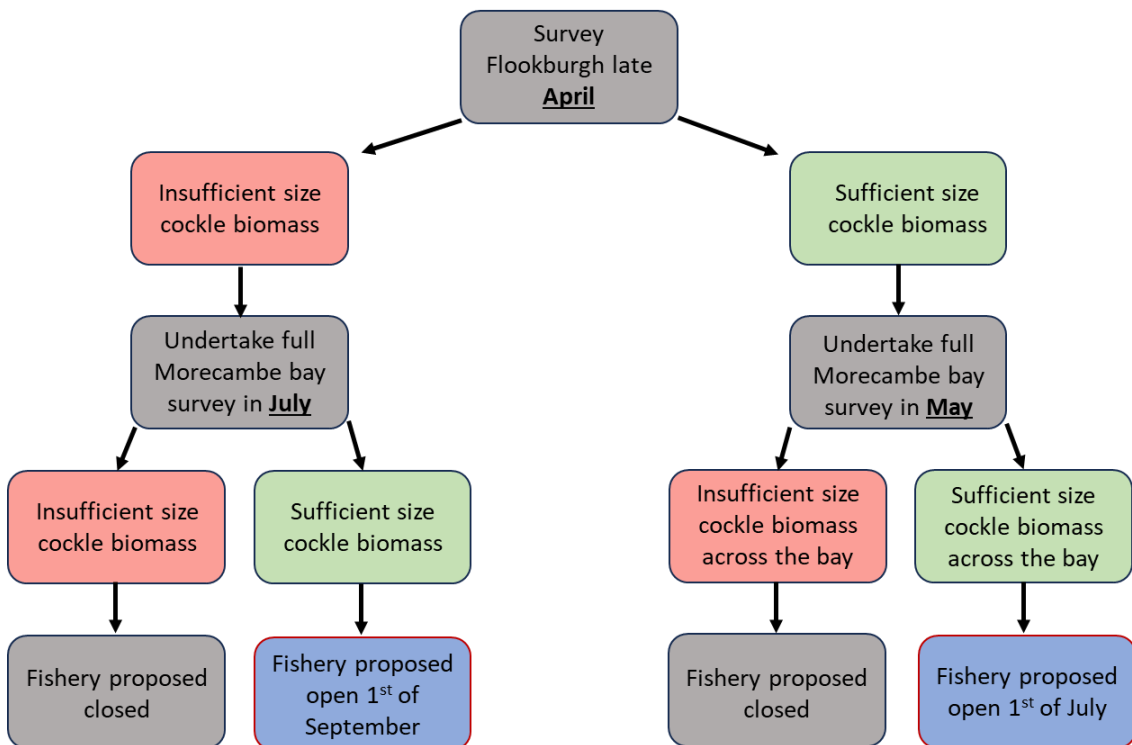 Survey
Flookburgh late
April
Insufficient size
cockle biomass
Sufficient size
cockle biomass
Undertake full
Morecambe bay
survey in July
Undertake full
Morecambe bay
survey in May
Insufficient size
cockle biomass
Sufficient size
cockle biomass
Insufficient size
cockle biomass
across the bay
Sufficient size
cockle biomass
across the bay
Fishery proposed
closed
Fishery proposed
open 1st of
September
Fishery proposed
closed
Fishery proposed
open 1st of July